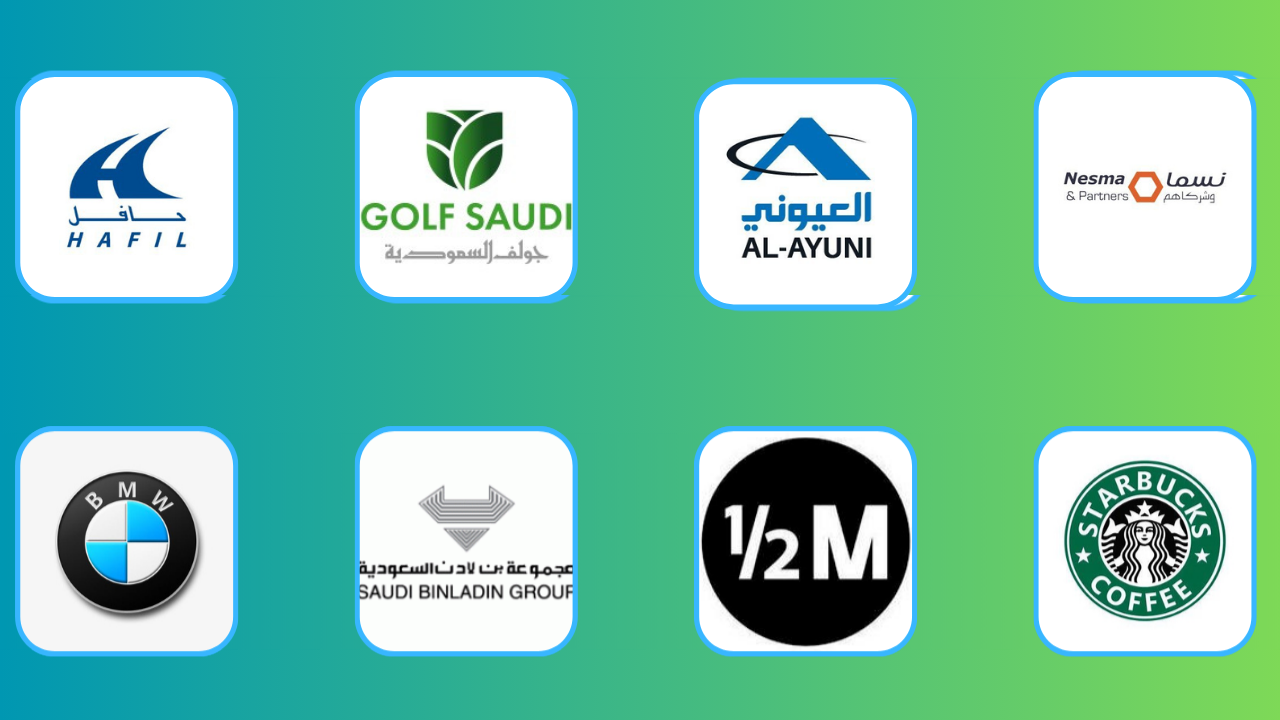 حافل
HAFIL
GOLF SAUDI
جولف السعودية
العيوني
AL-AYUNI
Nesma نسما
& Partners وشركاهم
BMW
مجموعة بن لادن السعودية
SAUDI BINLADIN GROUP
½M
STARBUCKS
COFFEE